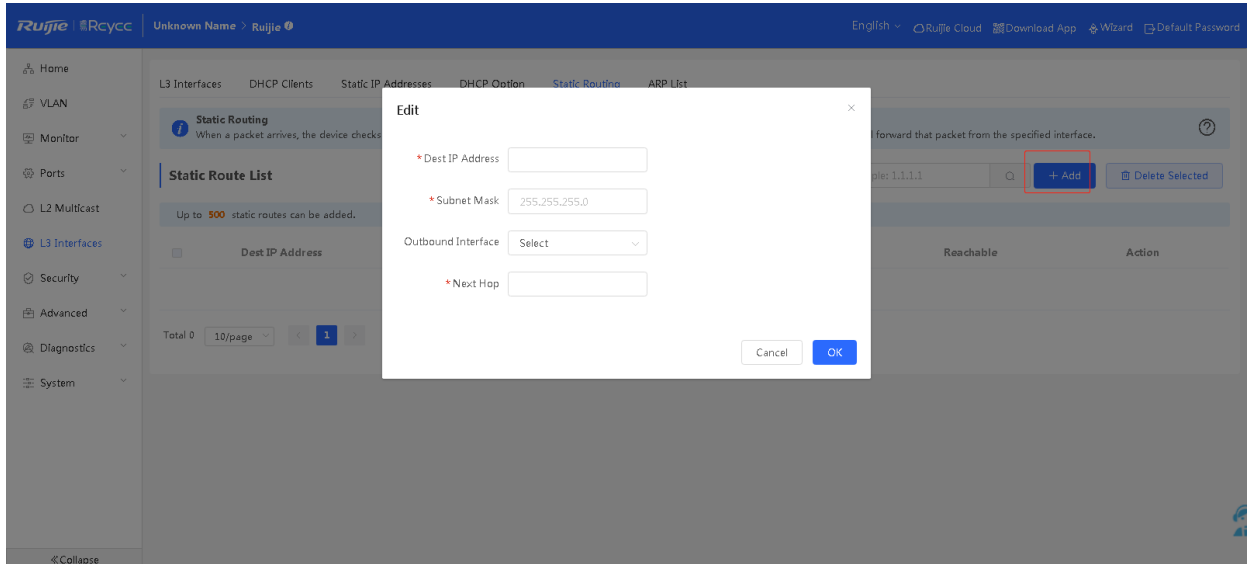 Ruijie Rcycc Unknown Name > Ruijie
English Ruijie Cloud Download App Wizard Default Password
Home
VLAN
Monitor
Ports
L2 Multicast
L3 Interfaces
Security
Advanced
Diagnostics
System
«Collapse
L3 Interfaces DHCP Clients Static IP Addresses DHCP Option Static Routing ARP List
Static Routing
When a packet arrives, the device checks
l forward that packet from the specified interface.
Static Route List
ple: 1.1.1.1
+ Add
Delete Selected
Up to 500 static routes can be added.
Dest IP Address Reachable Action
Total 0 10/page < 1 >
Edit
* Dest IP Address
* Subnet Mask 255.255.255.0
Outbound Interface Select
* Next Hop
Cancel OK